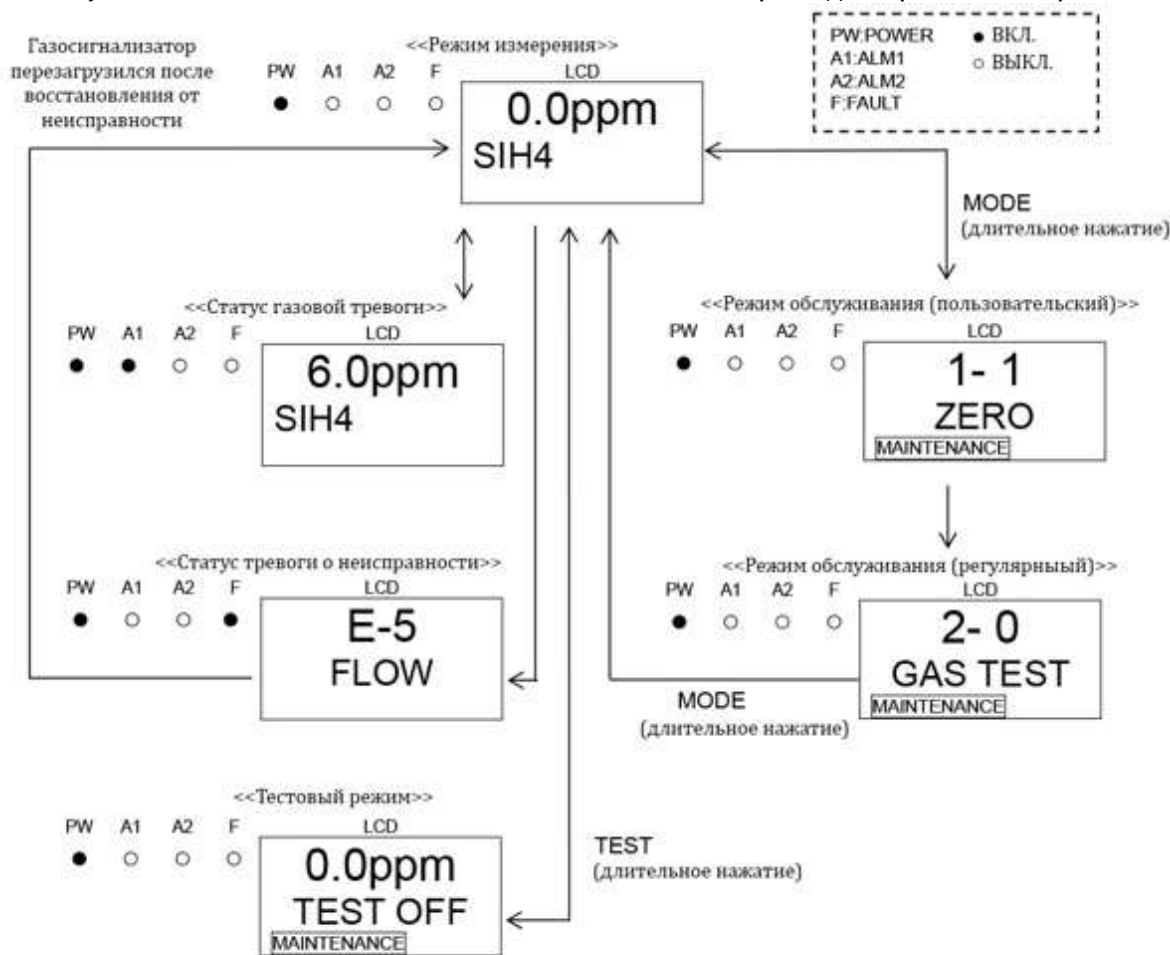 Газосигнализатор
перезагрузился после
восстановления от
неисправности
<<Режим измерения>>
PW A1 A2 F
LCD
0.0ppm
SIH4
PW:POWER
A1:ALM1
A2:ALM2
F:FAULT
● ВКЛ.
○ ВЫКЛ.
MODE
(длительное нажатие)
<<Статус газовой тревоги>>
PW A1 A2 F
LCD
6.0ppm
SIH4
<<Режим обслуживания (пользовательский)>>
PW A1 A2 F
LCD
1- 1
ZERO
MAINTENANCE
<<Статус тревоги о неисправности>>
PW A1 A2 F
LCD
E-5
FLOW
<<Режим обслуживания (регулярныый)>>
PW A1 A2 F
LCD
2- 0
GAS TEST
MAINTENANCE
MODE
(длительное нажатие)
<<Тестовый режим>>
PW A1 A2 F
LCD
0.0ppm
TEST OFF
MAINTENANCE
TEST
(длительное нажатие)